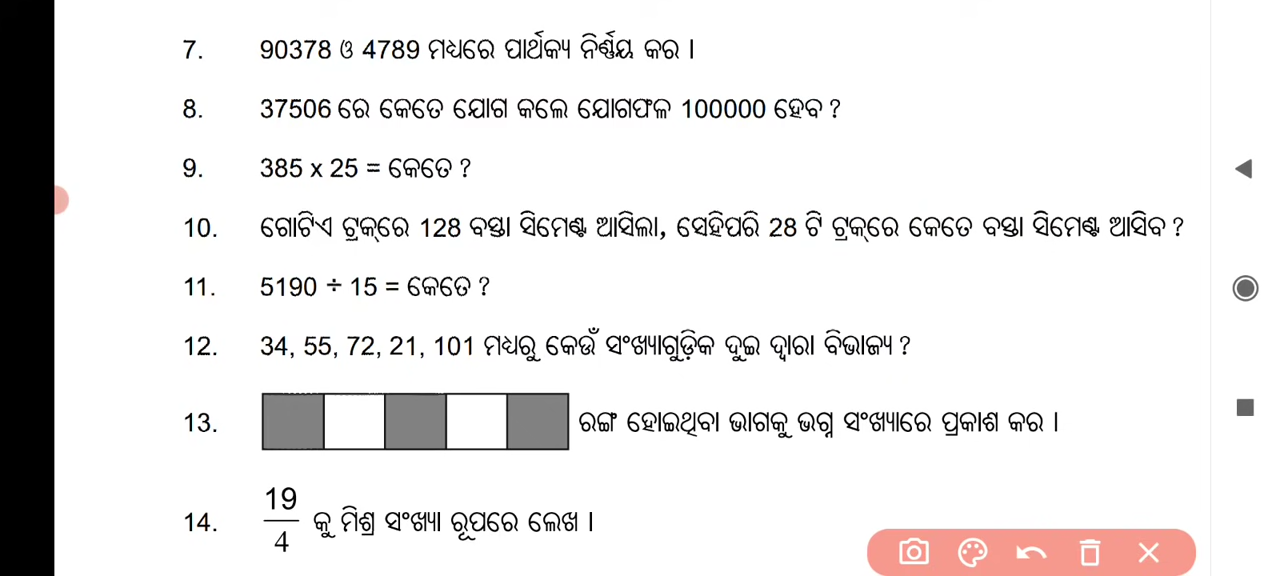 7. 90378 ଓ 4789 ମଧ୍ୟରେ ପାର୍ଥକ୍ୟ ନିର୍ଣ୍ଣୟ କର ।
8. 37506 ରେ କେତେ ଯୋଗ କଲେ ଯୋଗଫଳ 100000 ହେବ ?
9. 385 x 25 = କେତେ ?
10. ଗୋଟିଏ ଟ୍ରକ୍‌ରେ 128 ବସ୍ତା ସିମେଣ୍ଟ ଆସିଲା, ସେହିପରି 28 ଟି ଟ୍ରକ୍‌ରେ କେତେ ବସ୍ତା ସିମେଣ୍ଟ ଆସିବ ?
11. 5190 ÷ 15 = କେତେ ?
12. 34, 55, 72, 21, 101 ମଧ୍ୟରୁ କେଉଁ ସଂଖ୍ୟାଗୁଡ଼ିକ ଦୁଇ ଦ୍ୱାରା ବିଭାଜ୍ୟ ?
13. ରଙ୍ଗ ହୋଇଥିବା ଭାଗକୁ ଭଗ୍ନ ସଂଖ୍ୟାରେ ପ୍ରକାଶ କର ।
14. 19/4 କୁ ମିଶ୍ର ସଂଖ୍ୟା ରୂପରେ ଲେଖ ।